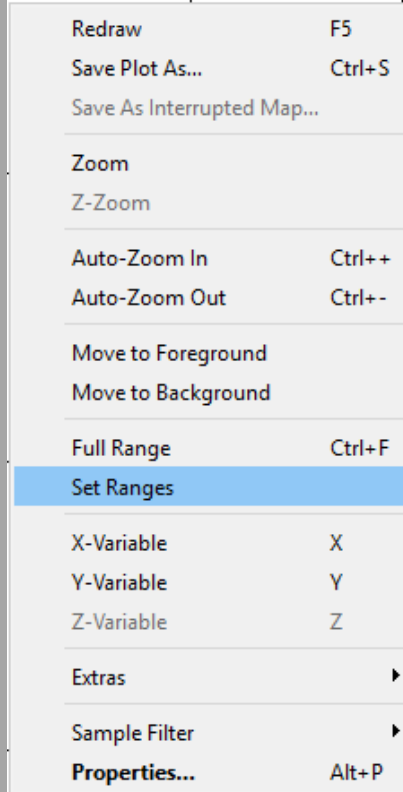 Redraw F5
Save Plot As... Ctrl+S
Save As Interrupted Map...
Zoom
Z-Zoom
Auto-Zoom In Ctrl++
Auto-Zoom Out Ctrl+-
Move to Foreground
Move to Background
Full Range Ctrl+F
Set Ranges
X-Variable X
Y-Variable Y
Z-Variable Z
Extras
Sample Filter
Properties... Alt+P